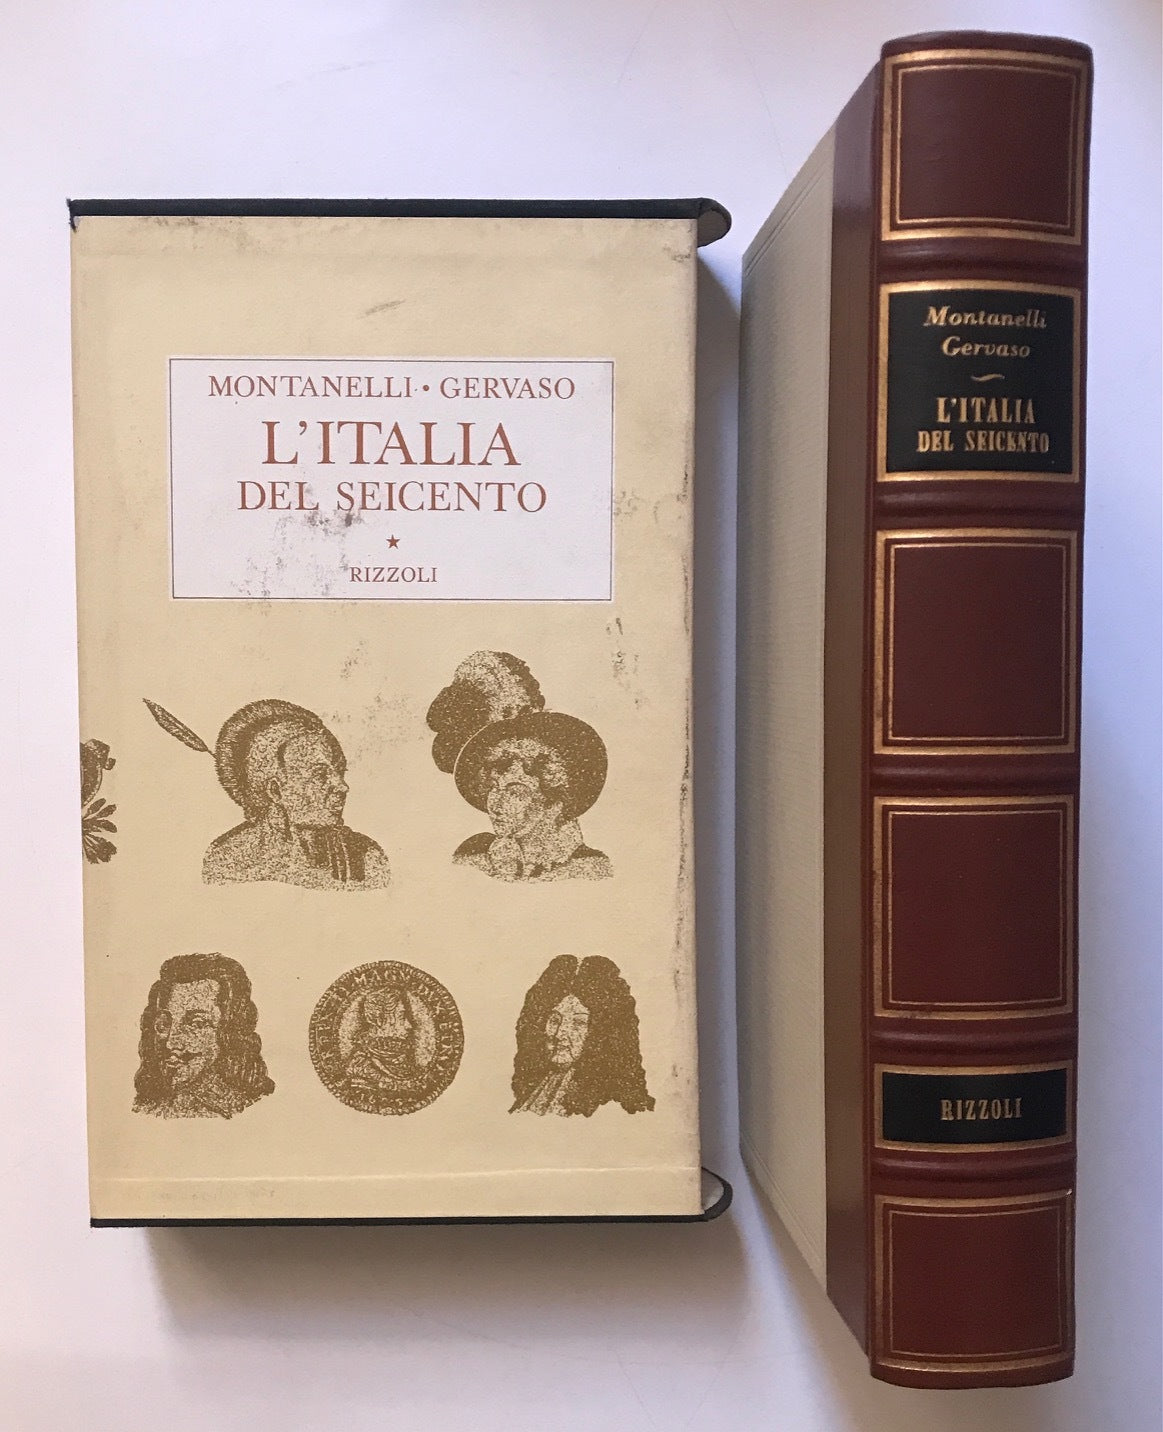 MONTANELLI • GERVASO
L'ITALIA
DEL SEICENTO
★
RIZZOLI
Montanelli
Gervaso
L'ITALIA
DEL SEICENTO
RIZZOLI